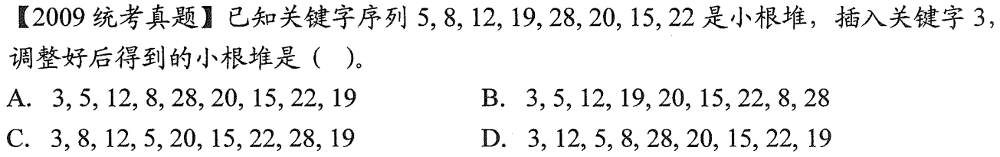 【2009 统考真题】已知关键字序列 5, 8, 12, 19, 28, 20, 15, 22 是小根堆，插入关键字 3，
调整好后得到的小根堆是（ ）。
A. 3, 5, 12, 8, 28, 20, 15, 22, 19 B. 3, 5, 12, 19, 20, 15, 22, 8, 28
C. 3, 8, 12, 5, 20, 15, 22, 28, 19 D. 3, 12, 5, 8, 28, 20, 15, 22, 19